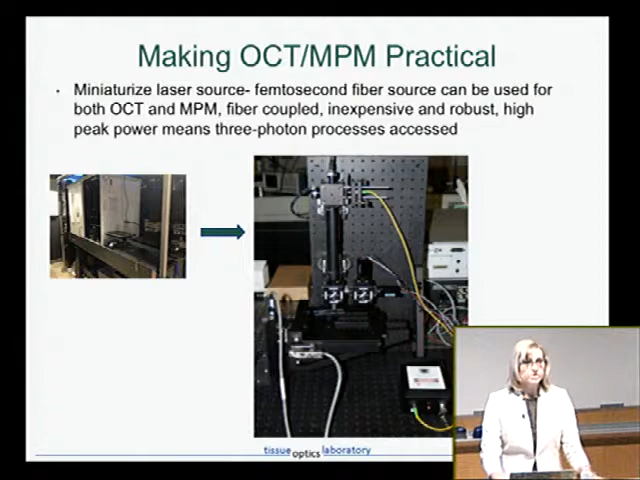 Making OCT/MPM Practical
• Miniaturize laser source- femtosecond fiber source can be used for
both OCT and MPM, fiber coupled, inexpensive and robust, high
peak power means three-photon processes accessed
tissue optics laboratory